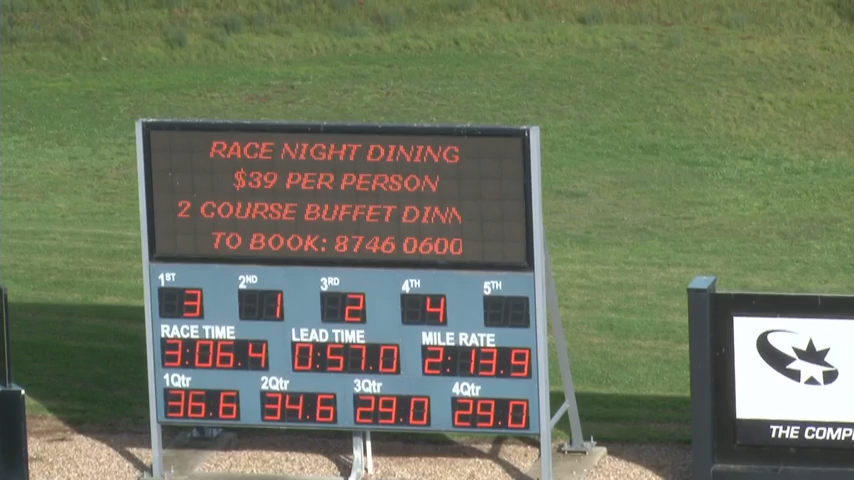 RACE NIGHT DINING
$39 PER PERSON
2 COURSE BUFFET DINN
TO BOOK: 8746 0600
1ST 2ND 3RD 4TH 5TH
3 1 2 4
RACE TIME LEAD TIME MILE RATE
3:06.4 0:57.0 2:13.9
1Qtr 2Qtr 3Qtr 4Qtr
36.6 34.6 29.0 29.0
THE COMP